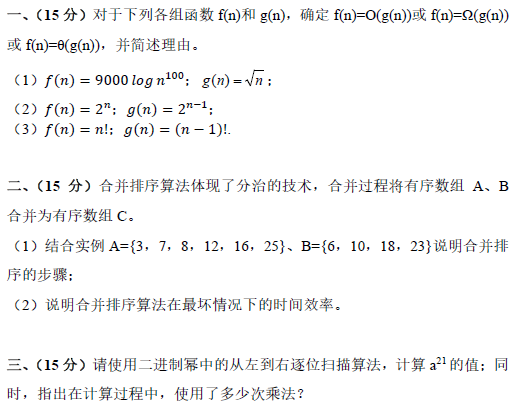 一、（15 分）对于下列各组函数 f(n)和 g(n)，确定 f(n)=O(g(n))或 f(n)=Ω(g(n))
或 f(n)=θ(g(n))，并简述理由。
（1）f(n) = 9000 log n¹⁰⁰； g(n) = √n；
（2）f(n) = 2ⁿ；g(n) = 2ⁿ⁻¹；
（3）f(n) = n!；g(n) = (n − 1)!.
二、（15 分）合并排序算法体现了分治的技术，合并过程将有序数组 A、B
合并为有序数组 C。
（1）结合实例 A={3，7，8，12，16，25}、B={6，10，18，23}说明合并排
序的步骤；
（2）说明合并排序算法在最坏情况下的时间效率。
三、（15 分）请使用二进制幂中的从左到右逐位扫描算法，计算 a²¹ 的值；同
时，指出在计算过程中，使用了多少次乘法？